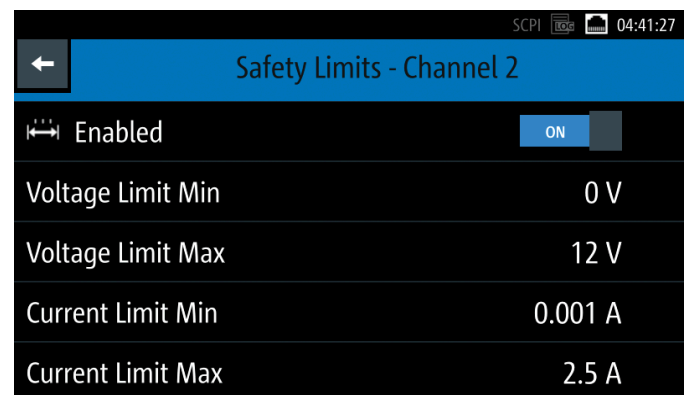 SCPI LOG 04:41:27
Safety Limits - Channel 2
Enabled ON
Voltage Limit Min 0 V
Voltage Limit Max 12 V
Current Limit Min 0.001 A
Current Limit Max 2.5 A